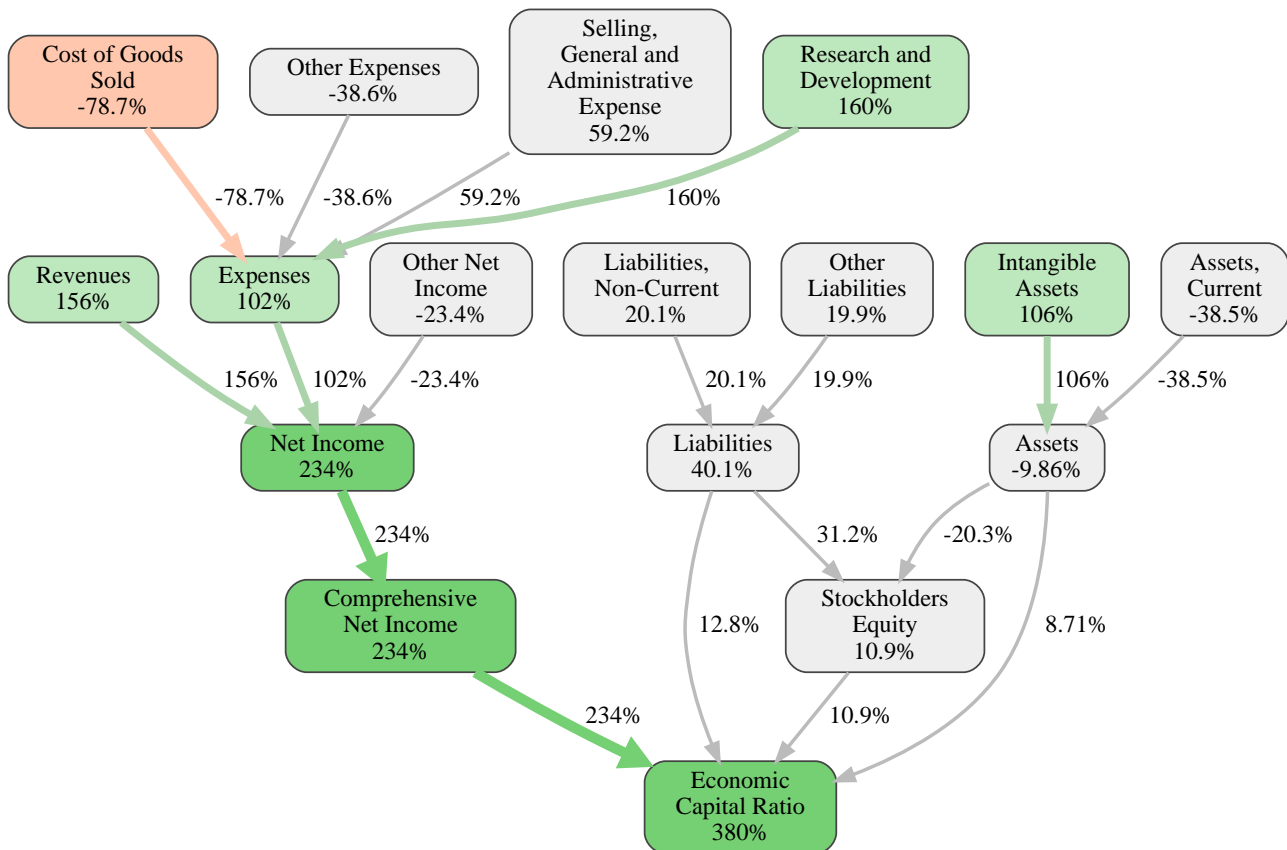 Cost of Goods
Sold
-78.7%
Other Expenses
-38.6%
Selling,
General and
Administrative
Expense
59.2%
Research and
Development
160%
-78.7%
-38.6%
59.2%
160%
Revenues
156%
Expenses
102%
Other Net
Income
-23.4%
Liabilities,
Non-Current
20.1%
Other
Liabilities
19.9%
Intangible
Assets
106%
Assets,
Current
-38.5%
156%
102%
-23.4%
20.1%
19.9%
106%
-38.5%
Net Income
234%
Liabilities
40.1%
Assets
-9.86%
234%
31.2%
-20.3%
Comprehensive
Net Income
234%
12.8%
Stockholders
Equity
10.9%
8.71%
234%
10.9%
Economic
Capital Ratio
380%